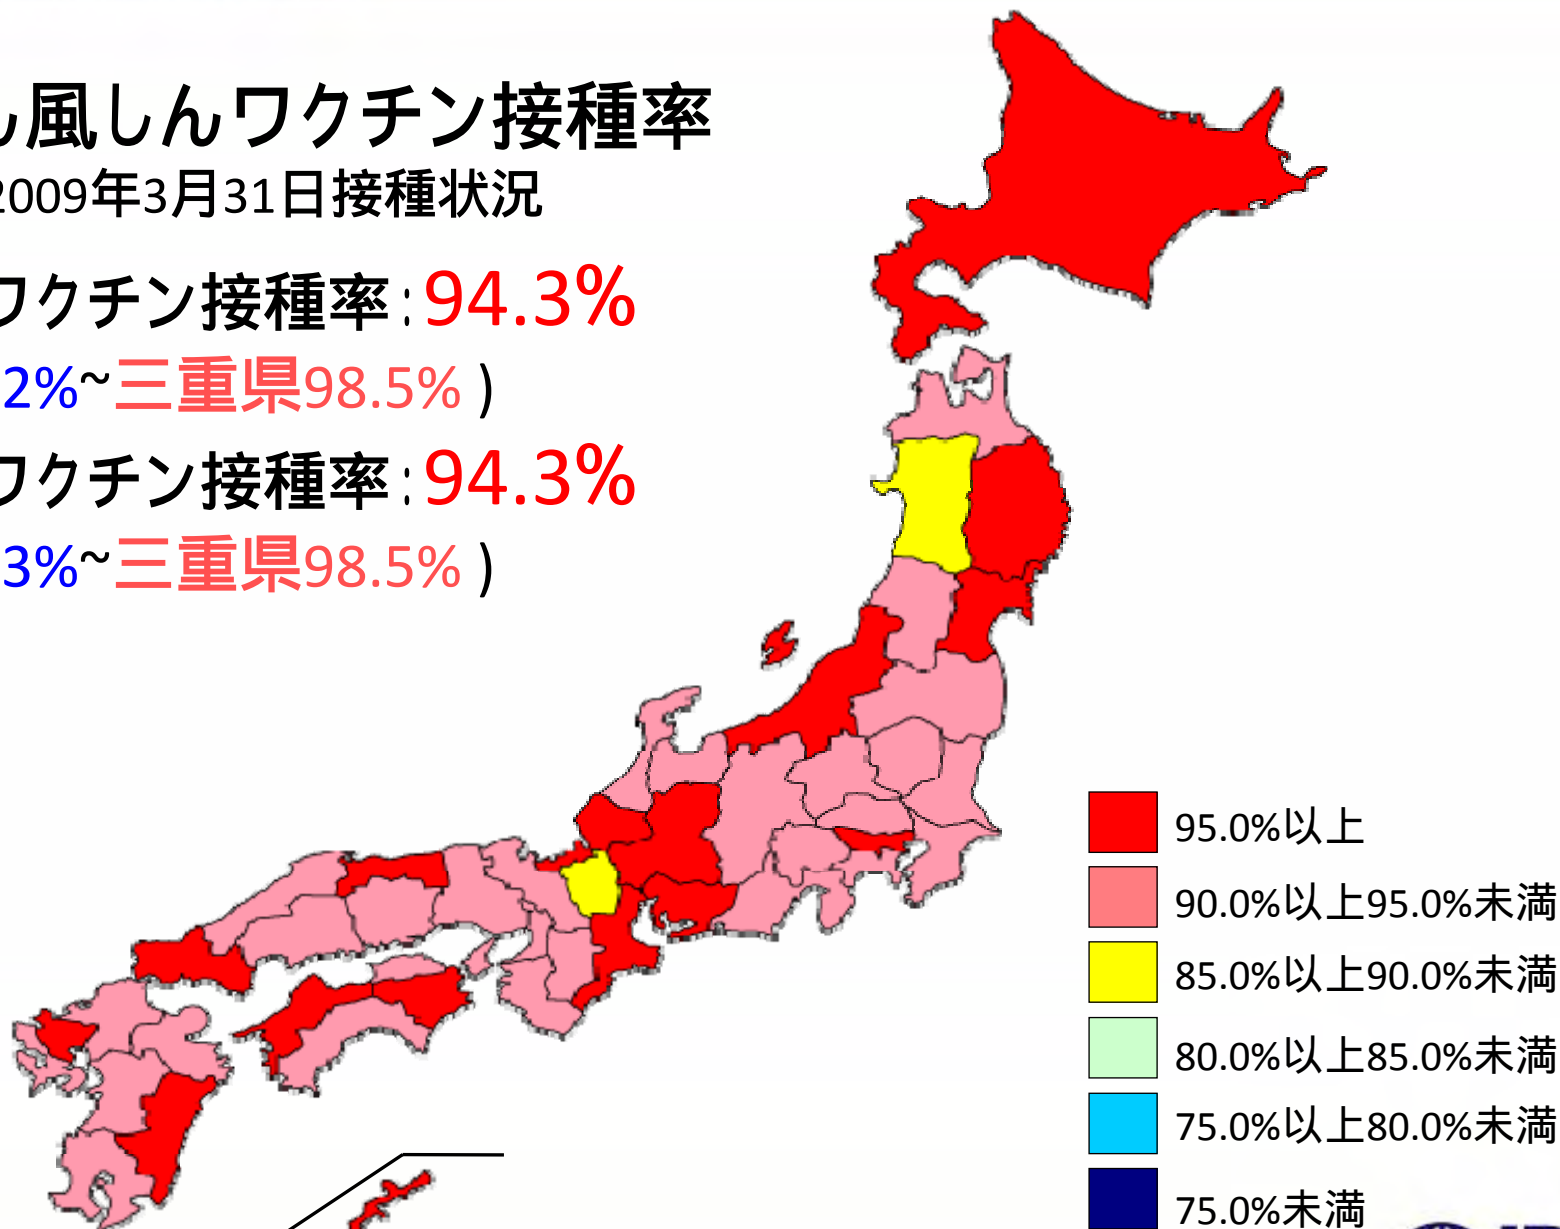 風しんワクチン接種率
2009年3月31日接種状況
ワクチン接種率:94.3%
2%~三重県98.5% )
ワクチン接種率:94.3%
3%~三重県98.5% )
95.0%以上
90.0%以上95.0%未満
85.0%以上90.0%未満
80.0%以上85.0%未満
75.0%以上80.0%未満
75.0%未満